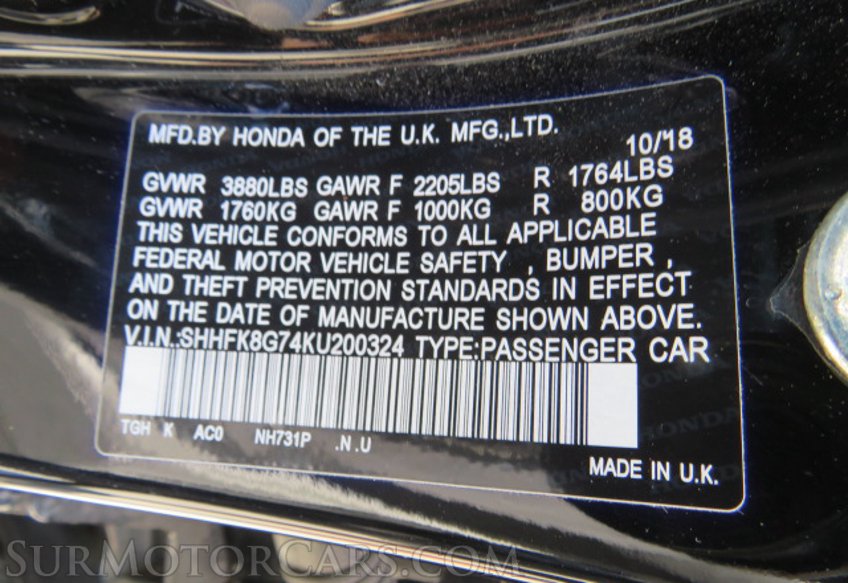 MFD.BY HONDA OF THE U.K. MFG.,LTD. 10/'18
GVWR 3880LBS GAWR F 2205LBS R 1764LBS
GVWR 1760KG GAWR F 1000KG R 800KG
THIS VEHICLE CONFORMS TO ALL APPLICABLE
FEDERAL MOTOR VEHICLE SAFETY , BUMPER ,
AND THEFT PREVENTION STANDARDS IN EFFECT
ON THE DATE OF MANUFACTURE SHOWN ABOVE.
V.I.N.:SHHFK8G74KU200324 TYPE:PASSENGER CAR
TGH K AC0 NH731P .N.U
MADE IN U.K.
SURMOTORCARS.COM